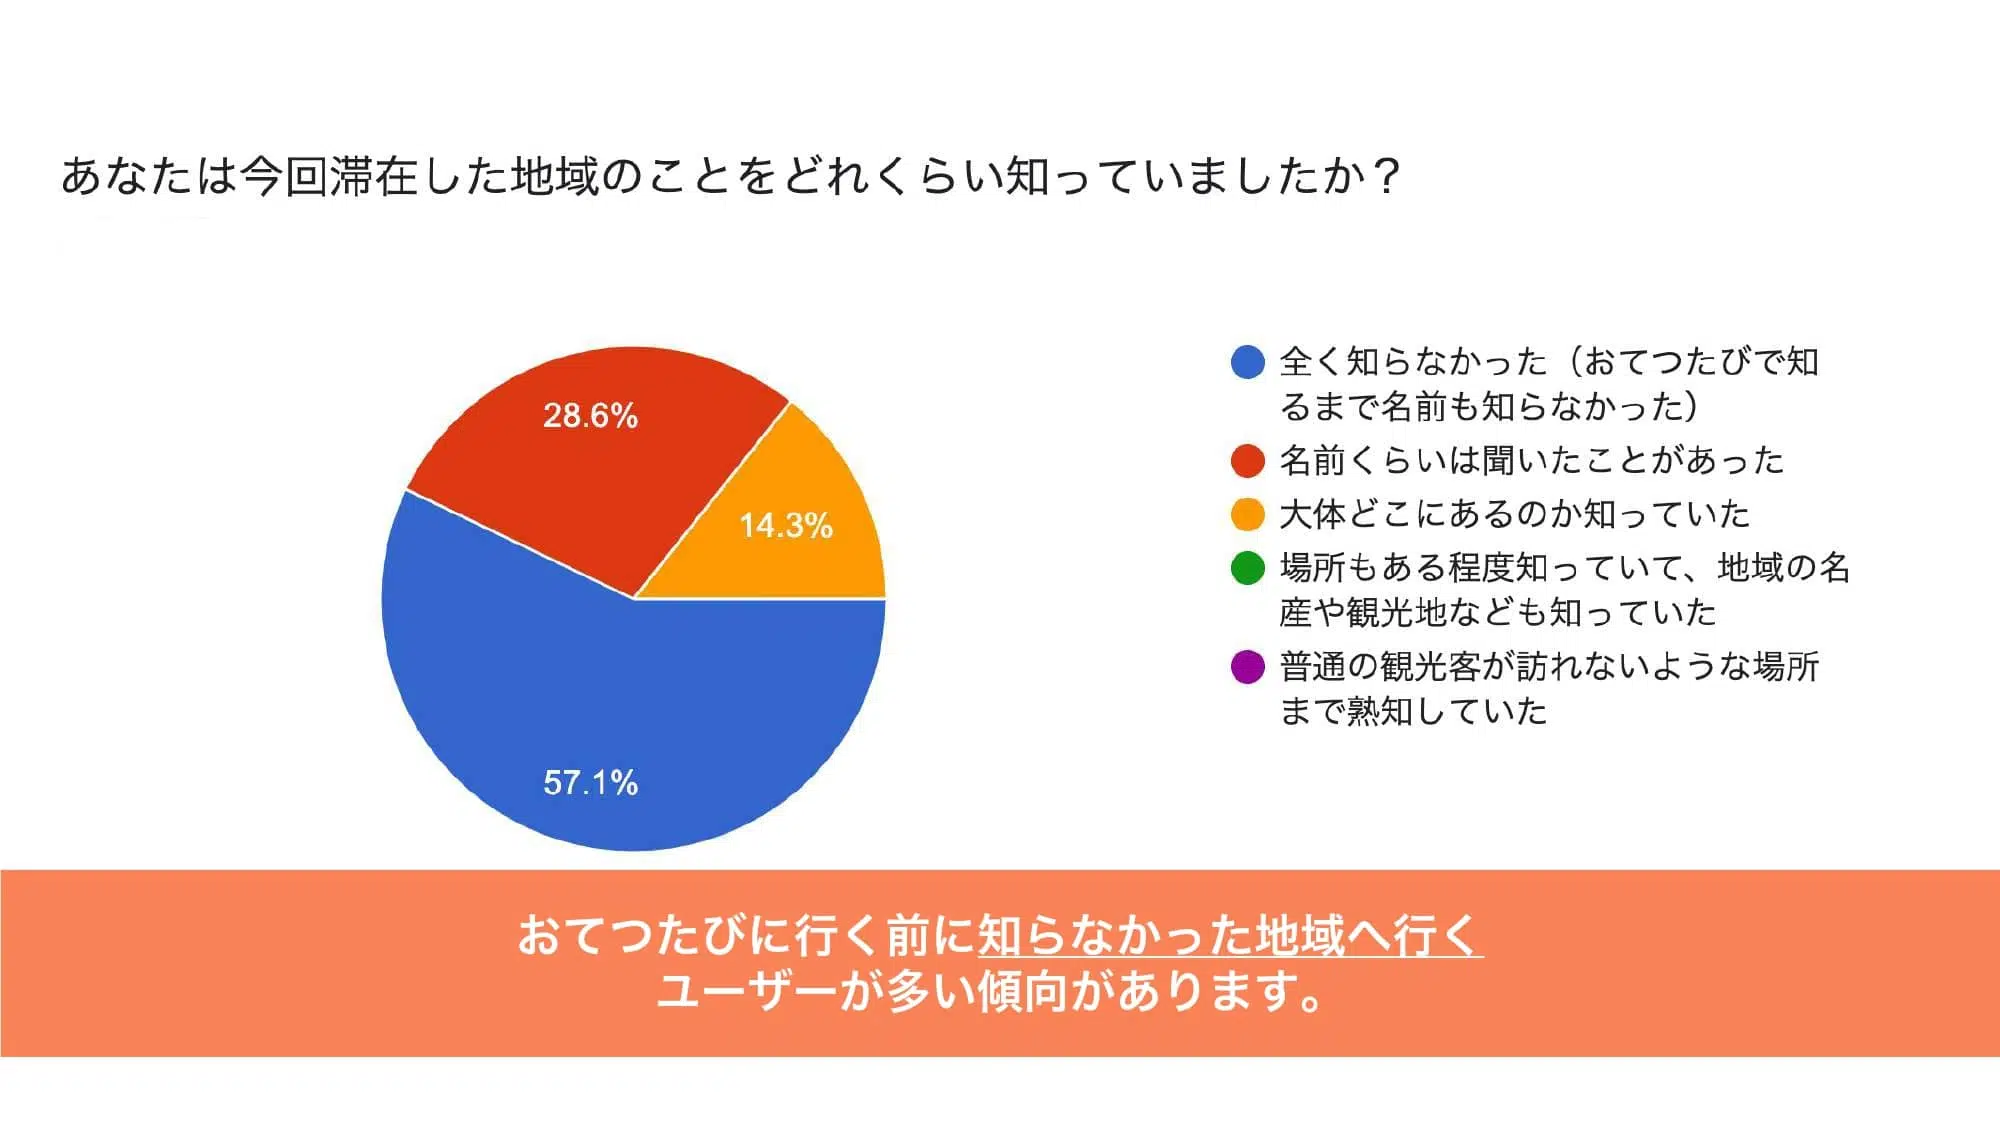 あなたは今回滞在した地域のことをどれくらい知っていましたか？
28.6%
14.3%
57.1%
全く知らなかった（おてつたびで知
るまで名前も知らなかった）
名前くらいは聞いたことがあった
大体どこにあるのか知っていた
場所もある程度知っていて、地域の名
産や観光地なども知っていた
普通の観光客が訪れないような場所
まで熟知していた
おてつたびに行く前に知らなかった地域へ行く
ユーザーが多い傾向があります。